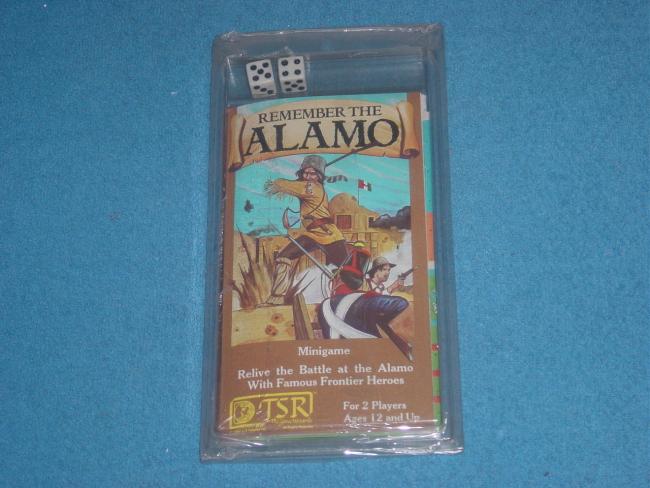 REMEMBER THE
ALAMO
Minigame
Relive the Battle at the Alamo
With Famous Frontier Heroes
TSR
For 2 Players
Ages 12 and Up